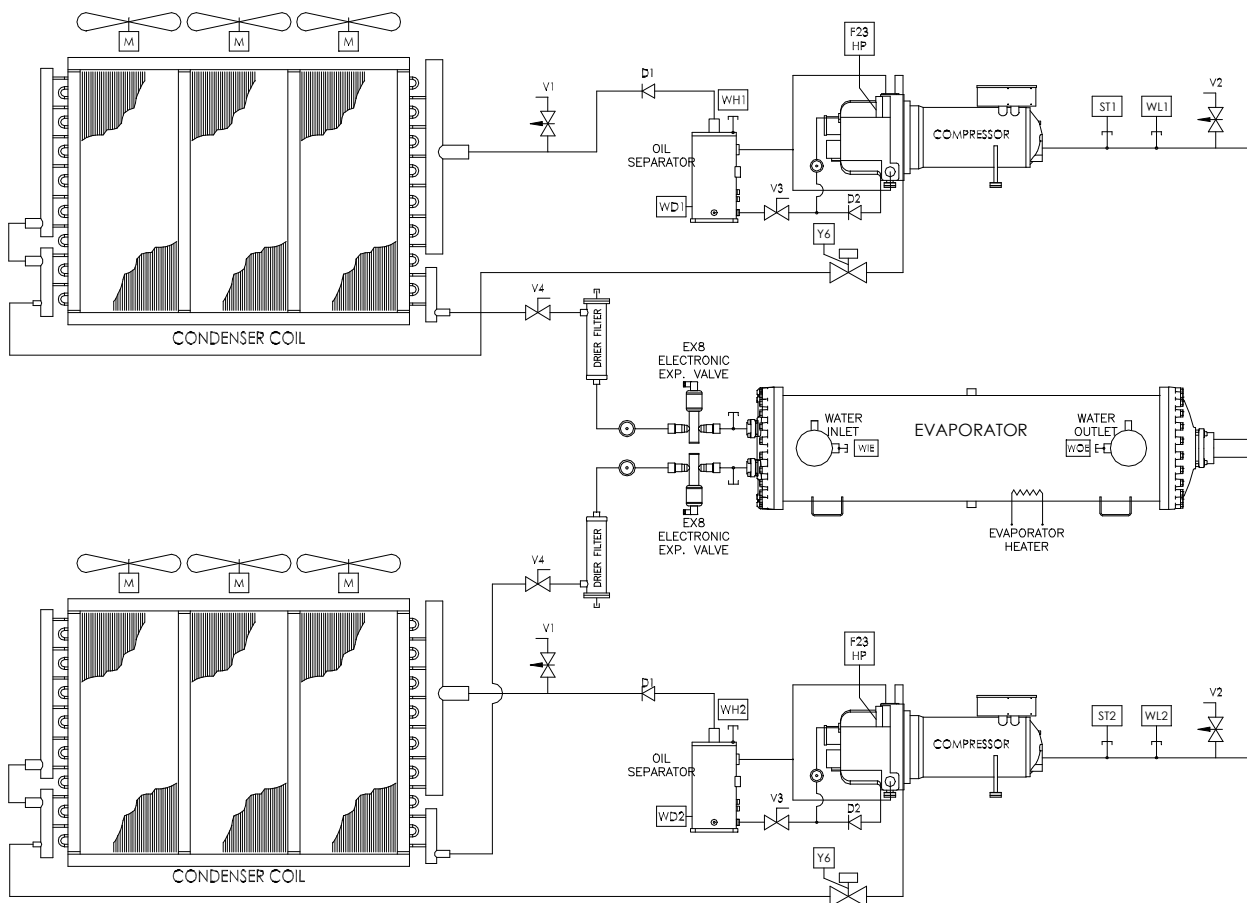 M
M
M
F23
HP
V1
D1
WH1
V2
ST1
WL1
COMPRESSOR
OIL
SEPARATOR
V3
D2
WD1
Y6
V4
CONDENSER COIL
DRIER FILTER
EX8
ELECTRONIC
EXP. VALVE
WATER
INLET
EVAPORATOR
WATER
OUTLET
WIE
WOE
EX8
ELECTRONIC
EXP. VALVE
EVAPORATOR
HEATER
DRIER FILTER
V4
M
M
M
F23
HP
V1
D1
WH2
V2
ST2
WL2
COMPRESSOR
OIL
SEPARATOR
V3
D2
WD2
Y6
CONDENSER COIL